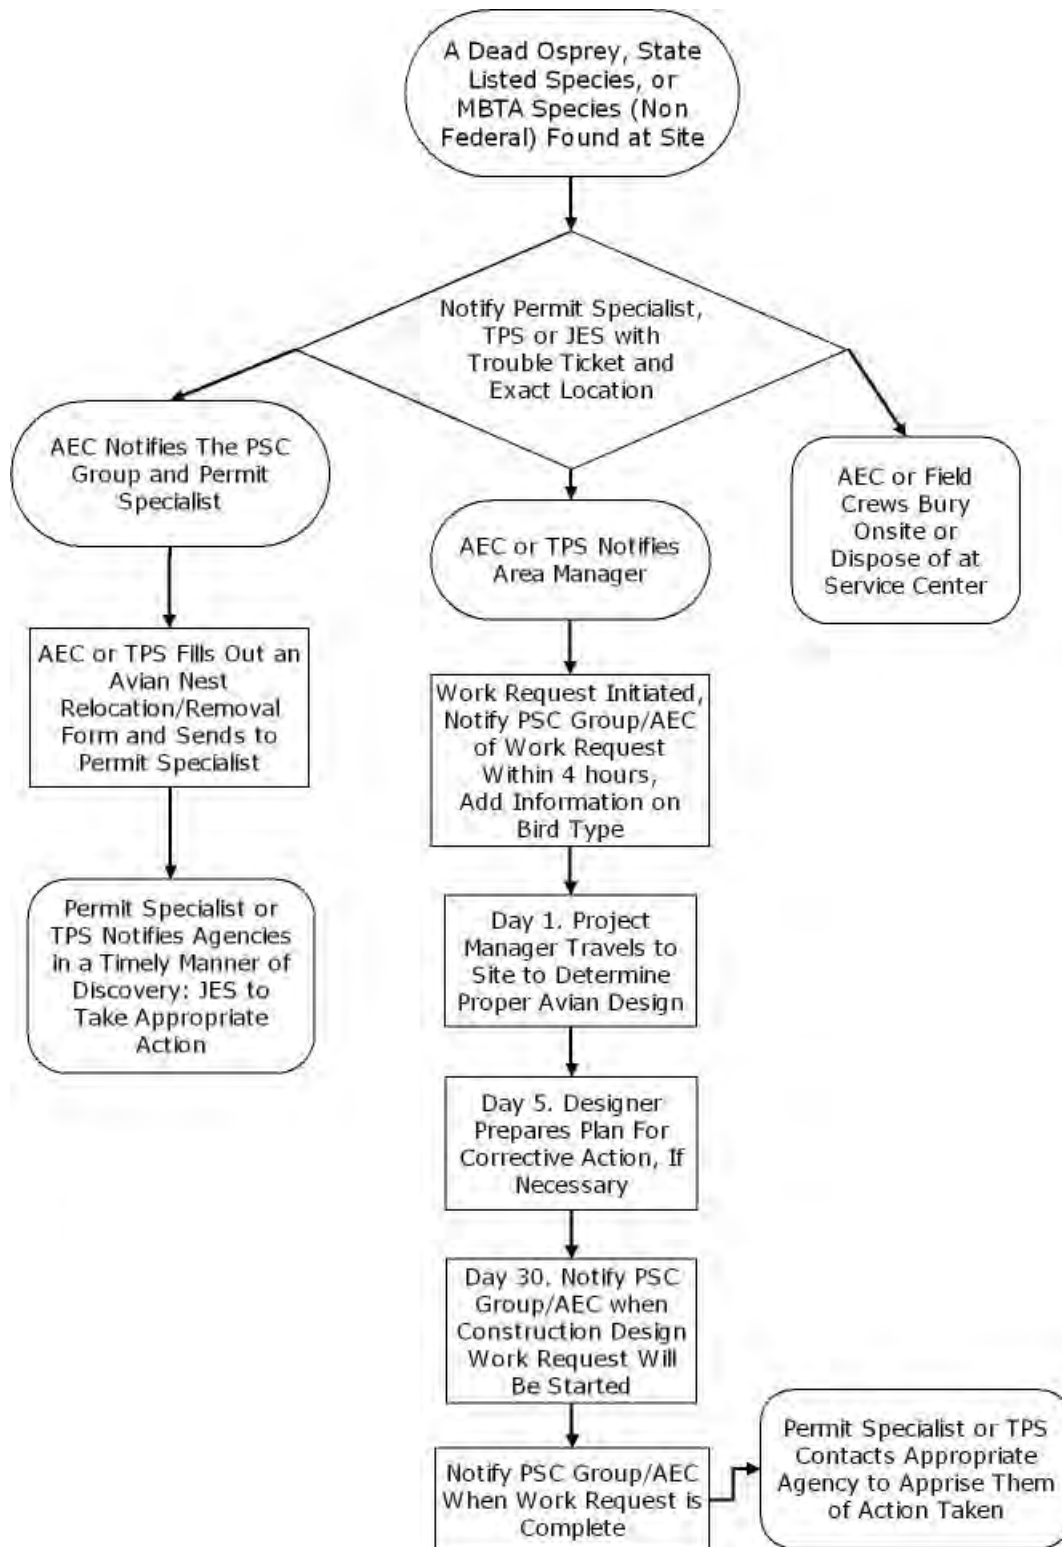 A Dead Osprey, State
Listed Species, or
MBTA Species (Non
Federal) Found at Site
Notify Permit Specialist,
TPS or JES with
Trouble Ticket and
Exact Location
AEC Notifies The PSC
Group and Permit
Specialist
AEC or TPS Fills Out an
Avian Nest
Relocation/Removal
Form and Sends to
Permit Specialist
Permit Specialist or
TPS Notifies Agencies
in a Timely Manner of
Discovery: JES to
Take Appropriate
Action
AEC or TPS Notifies
Area Manager
Work Request Initiated,
Notify PSC Group/AEC
of Work Request
Within 4 hours,
Add Information on
Bird Type
Day 1. Project
Manager Travels to
Site to Determine
Proper Avian Design
Day 5. Designer
Prepares Plan For
Corrective Action, If
Necessary
Day 30. Notify PSC
Group/AEC when
Construction Design
Work Request Will
Be Started
Notify PSC Group/AEC
When Work Request is
Complete
Permit Specialist or TPS
Contacts Appropriate
Agency to Apprise Them
of Action Taken
AEC or Field
Crews Bury
Onsite or
Dispose of at
Service Center